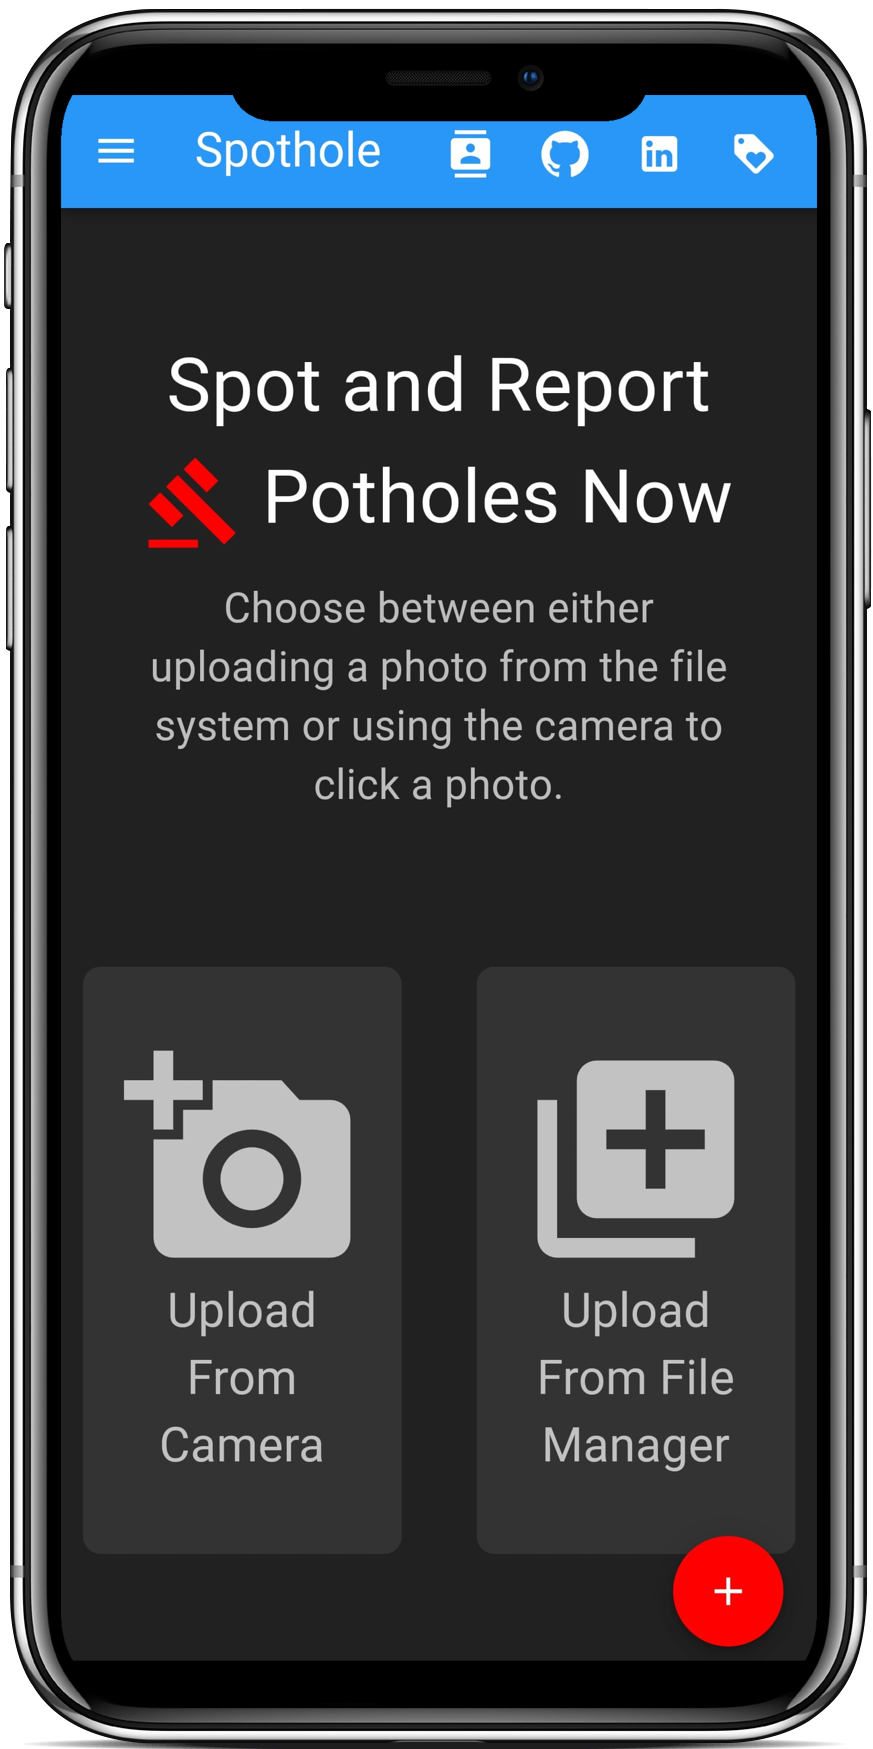 Spothole
Spot and Report
Potholes Now
Choose between either
uploading a photo from the file
system or using the camera to
click a photo.
Upload
From
Camera
Upload
From File
Manager